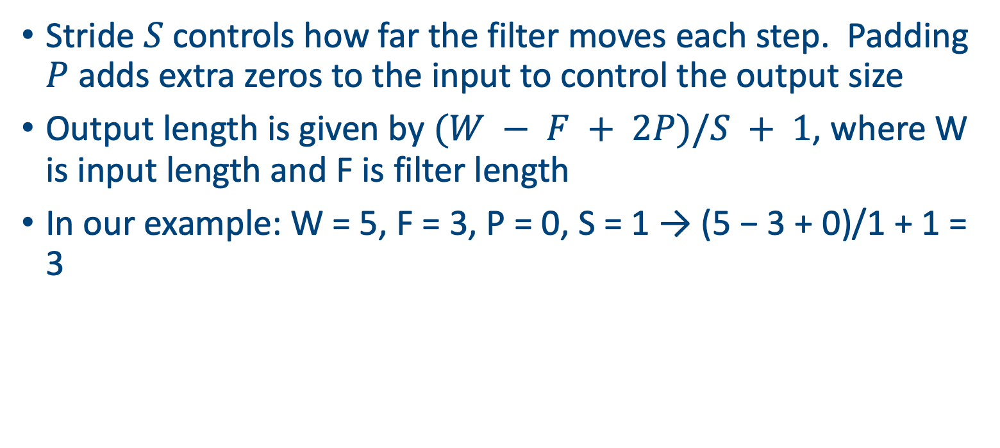 • Stride 𝑆 controls how far the filter moves each step.  Padding
𝑃 adds extra zeros to the input to control the output size
• Output length is given by (𝑊 − 𝐹 + 2𝑃)/𝑆 + 1, where W
is input length and F is filter length
• In our example: W = 5, F = 3, P = 0, S = 1 → (5 − 3 + 0)/1 + 1 =
3